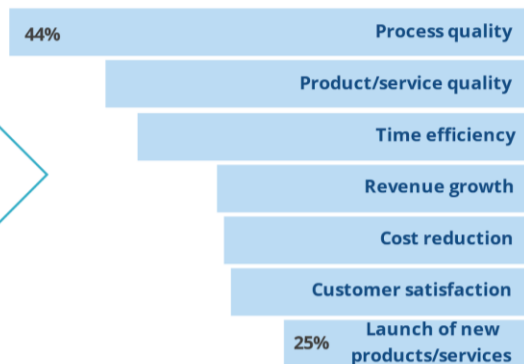 44% Process quality
Product/service quality
Time efficiency
Revenue growth
Cost reduction
Customer satisfaction
25% Launch of new
products/services